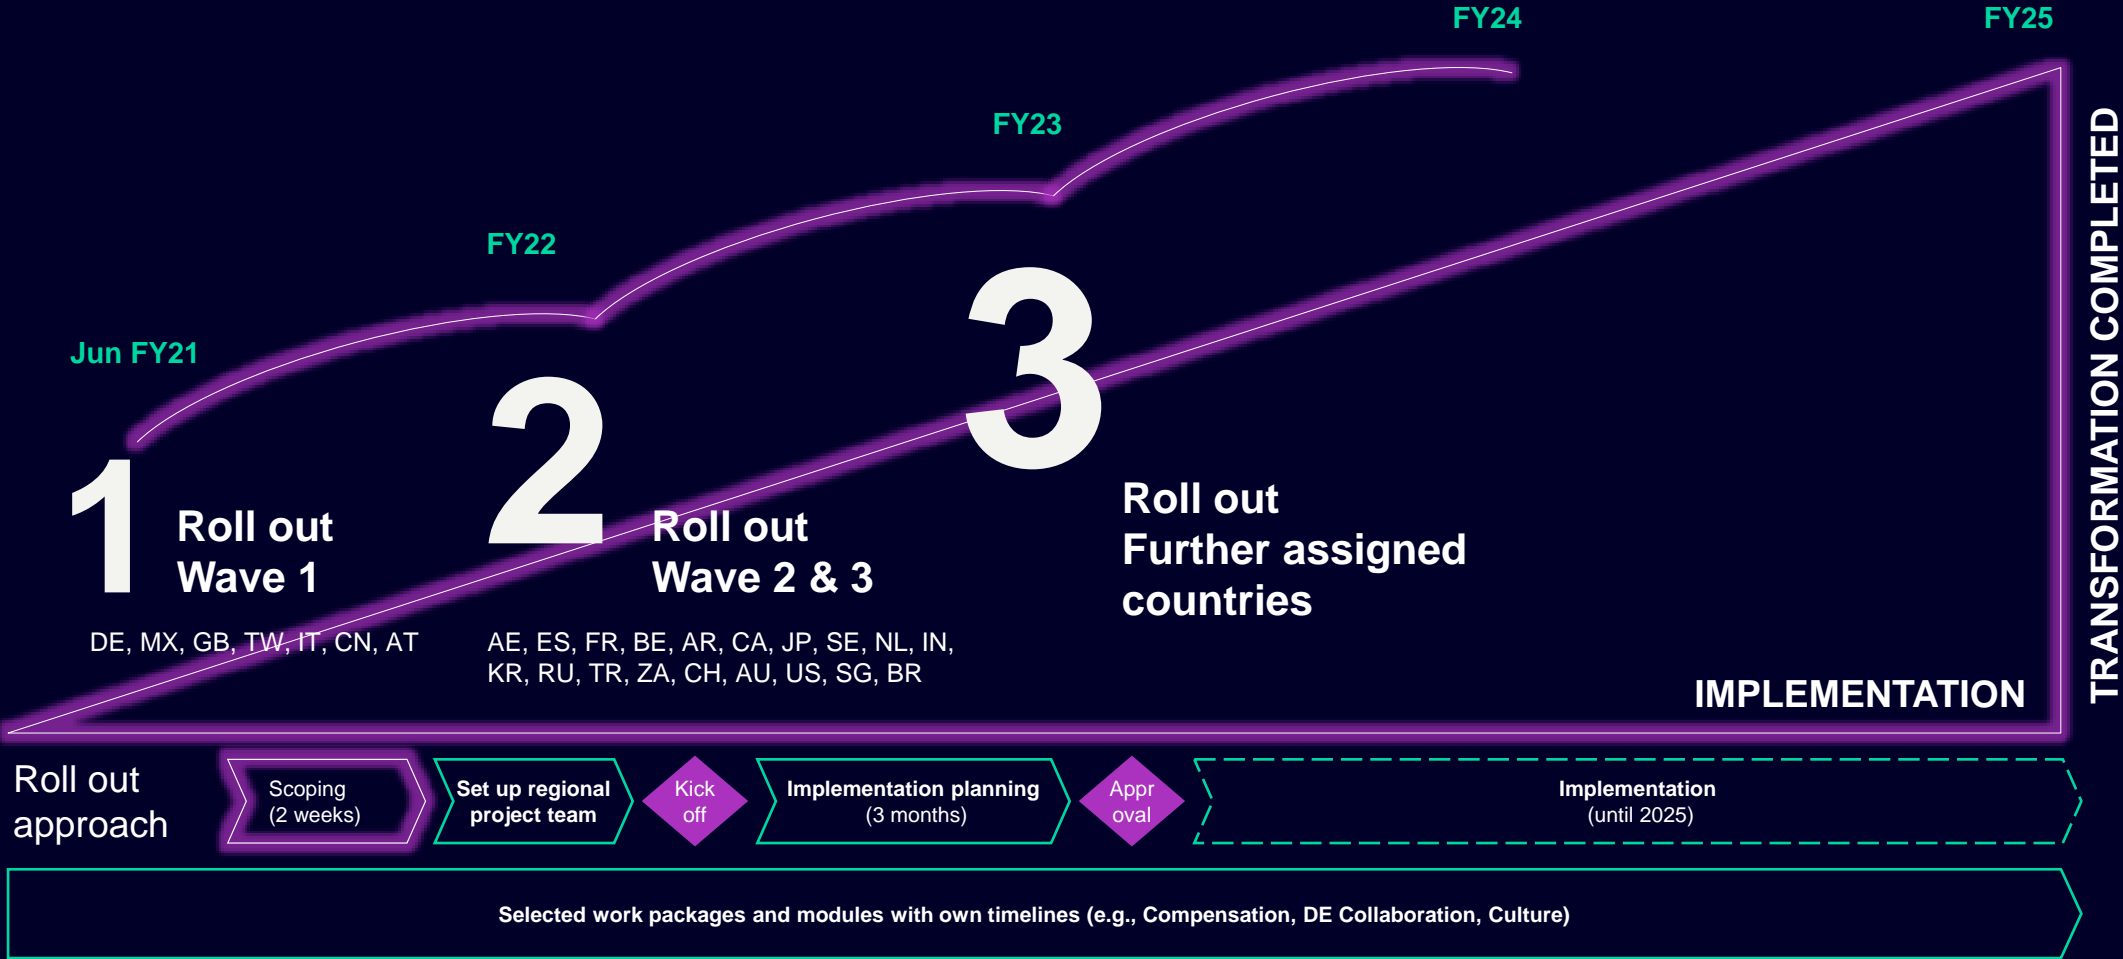 FY24
FY25
FY23
FY22
Jun FY21
1
Roll out
Wave 1
DE, MX, GB, TW, IT, CN, AT
2
Roll out
Wave 2 & 3
AE, ES, FR, BE, AR, CA, JP, SE, NL, IN,
KR, RU, TR, ZA, CH, AU, US, SG, BR
3
Roll out
Further assigned
countries
IMPLEMENTATION
TRANSFORMATION COMPLETED
Roll out
approach
Scoping
(2 weeks)
Set up regional
project team
Kick
off
Implementation planning
(3 months)
Appr
oval
Implementation
(until 2025)
Selected work packages and modules with own timelines (e.g., Compensation, DE Collaboration, Culture)